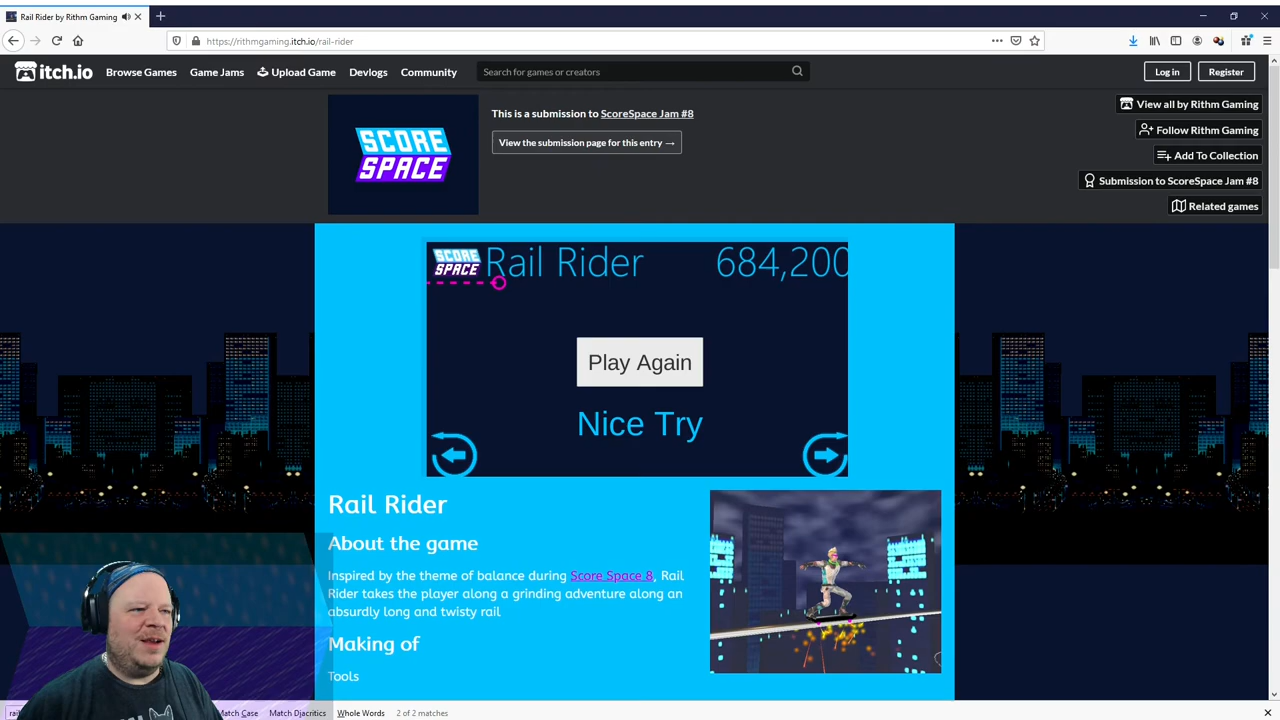 Rail Rider by Rithm Gaming
https://rithmgaming.itch.io/rail-rider
itch.io
Browse Games
Game Jams
Upload Game
Devlogs
Community
Search for games or creators
Log in
Register
SCORE
SPACE
This is a submission to ScoreSpace Jam #8
View the submission page for this entry →
View all by Rithm Gaming
Follow Rithm Gaming
Add To Collection
Submission to ScoreSpace Jam #8
Related games
SCORE
SPACE
Rail Rider
684,200
Play Again
Nice Try
Rail Rider
About the game
Inspired by the theme of balance during Score Space 8, Rail
Rider takes the player along a grinding adventure along an
absurdly long and twisty rail
Making of
Tools
Match Case
Match Diacritics
Whole Words
2 of 2 matches